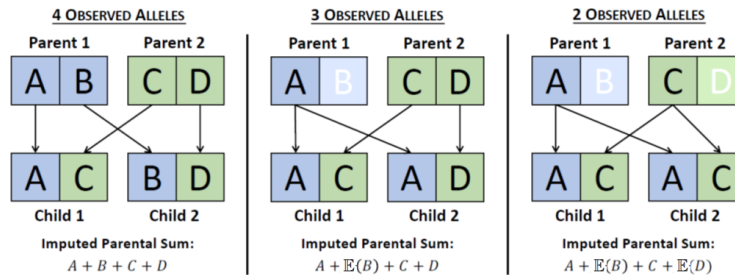 4 OBSERVED ALLELES
Parent 1 Parent 2
A B C D
A C B D
Child 1 Child 2
Imputed Parental Sum:
A + B + C + D
3 OBSERVED ALLELES
Parent 1 Parent 2
A B C D
A C A D
Child 1 Child 2
Imputed Parental Sum:
A + 𝔼(B) + C + D
2 OBSERVED ALLELES
Parent 1 Parent 2
A B C D
A C A C
Child 1 Child 2
Imputed Parental Sum:
A + 𝔼(B) + C + 𝔼(D)